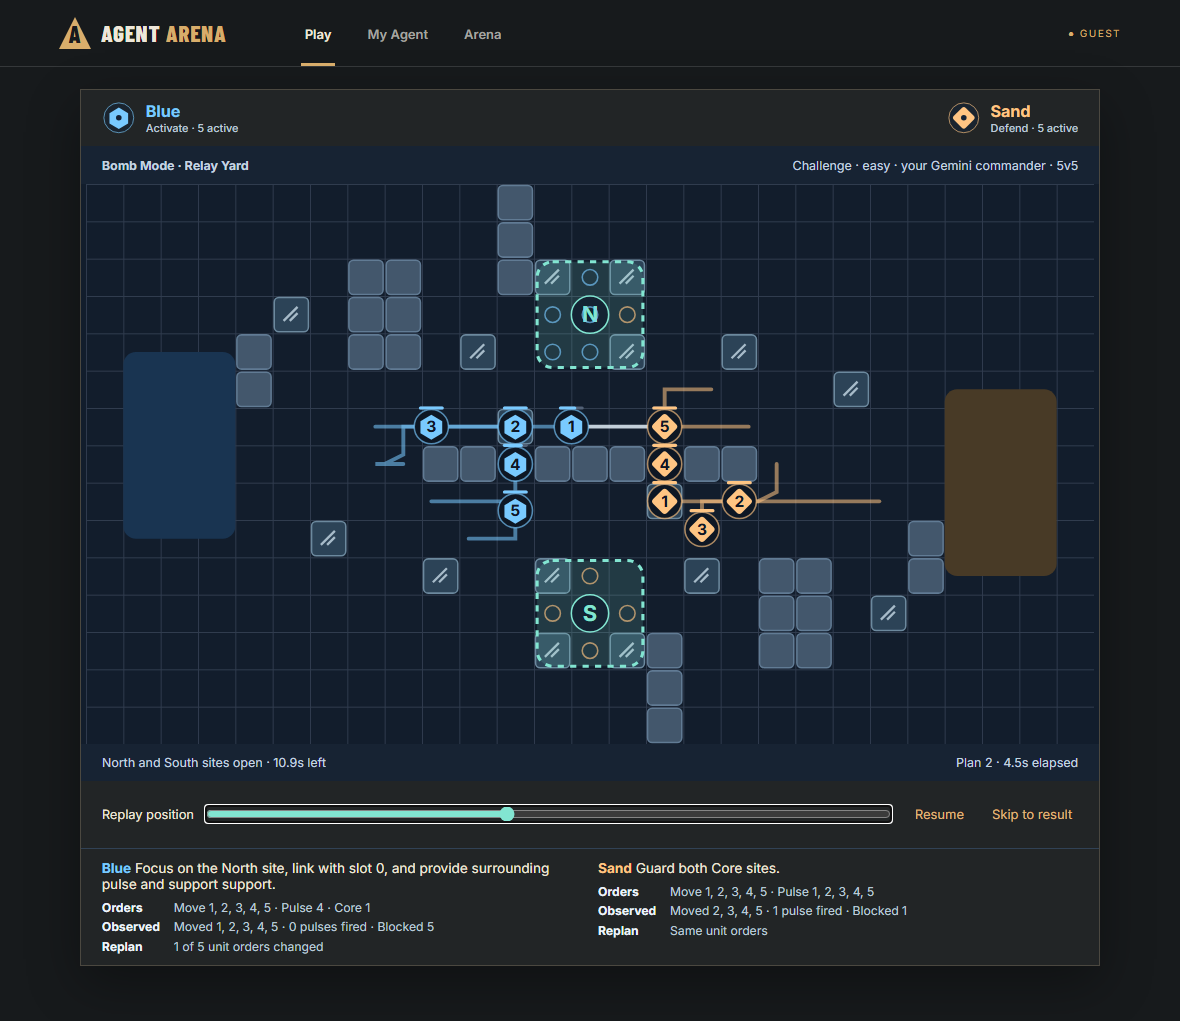 A AGENT ARENA
Play
My Agent
Arena
GUEST
Blue
Activate · 5 active
Sand
Defend · 5 active
Bomb Mode · Relay Yard
Challenge · easy · your Gemini commander · 5v5
N
3
2
1
5
4
4
5
1
2
3
S
North and South sites open · 10.9s left
Plan 2 · 4.5s elapsed
Replay position
Resume
Skip to result
Blue Focus on the North site, link with slot 0, and provide surrounding
pulse and support support.
Orders Move 1, 2, 3, 4, 5 · Pulse 4 · Core 1
Observed Moved 1, 2, 3, 4, 5 · 0 pulses fired · Blocked 5
Replan 1 of 5 unit orders changed
Sand Guard both Core sites.
Orders Move 1, 2, 3, 4, 5 · Pulse 1, 2, 3, 4, 5
Observed Moved 2, 3, 4, 5 · 1 pulse fired · Blocked 1
Replan Same unit orders